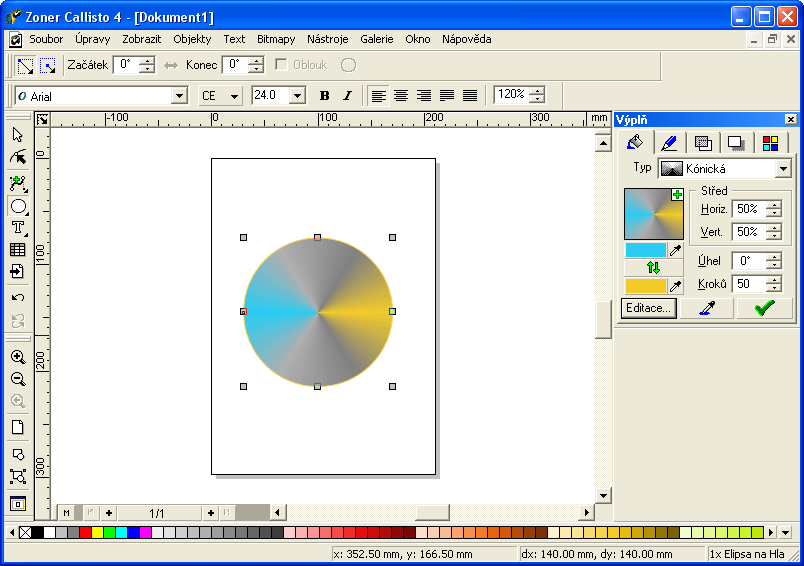 Zoner Callisto 4 - [Dokument1]
Soubor Úpravy Zobrazit Objekty Text Bitmapy Nástroje Galerie Okno Nápověda
Začátek 0° Konec 0° Oblouk
O Arial CE 24.0 B I 120%
-100 0 100 200 300 mm
0
100
200
300
Výplň
Typ Kónická
Střed
Horiz. 50%
Vert. 50%
Úhel 0°
Kroků 50
Editace...
1/1
x: 352.50 mm, y: 166.50 mm dx: 140.00 mm, dy: 140.00 mm 1x Elipsa na Hla